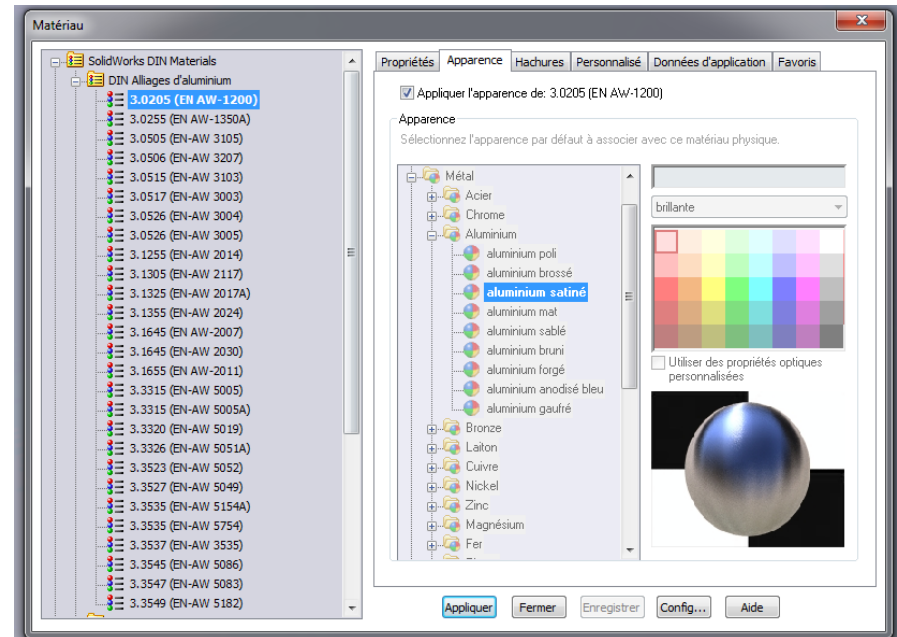 Matériau
SolidWorks DIN Materials
DIN Alliages d'aluminium
3.0205 (EN AW-1200)
3.0255 (EN AW-1350A)
3.0505 (EN-AW 3105)
3.0506 (EN-AW 3207)
3.0515 (EN-AW 3103)
3.0517 (EN-AW 3003)
3.0526 (EN-AW 3004)
3.0526 (EN-AW 3005)
3.1255 (EN-AW 2014)
3.1305 (EN-AW 2117)
3.1325 (EN-AW 2017A)
3.1355 (EN-AW 2024)
3.1645 (EN-AW-2007)
3.1645 (EN-AW 2030)
3.1655 (EN-AW-2011)
3.3315 (EN-AW 5005)
3.3315 (EN-AW 5005A)
3.3320 (EN-AW 5019)
3.3326 (EN-AW 5051A)
3.3523 (EN-AW 5052)
3.3527 (EN-AW 5049)
3.3535 (EN-AW 5154A)
3.3535 (EN-AW 5754)
3.3537 (EN-AW 3535)
3.3545 (EN-AW 5086)
3.3547 (EN-AW 5083)
3.3549 (EN-AW 5182)
Propriétés Apparence Hachures Personnalisé Données d'application Favoris
Appliquer l'apparence de: 3.0205 (EN AW-1200)
Apparence
Sélectionnez l'apparence par défaut à associer avec ce matériau physique.
Métal
Acier
Chrome
Aluminium
aluminium poli
aluminium brossé
aluminium satiné
aluminium mat
aluminium sablé
aluminium bruni
aluminium forgé
aluminium anodisé bleu
aluminium gaufré
Bronze
Laiton
Cuivre
Nickel
Zinc
Magnésium
Fer
brillante
Utiliser des propriétés optiques
personnalisées
Appliquer Fermer Enregistrer Config... Aide